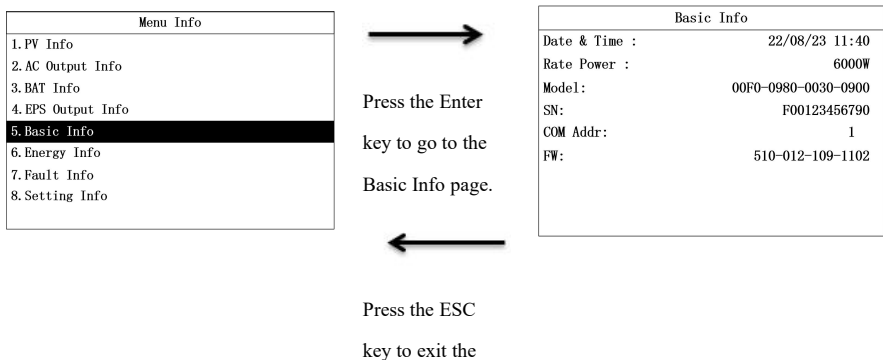 Menu Info
1.PV Info
2.AC Output Info
3.BAT Info
4.EPS Output Info
5.Basic Info
6.Energy Info
7.Fault Info
8.Setting Info
Press the Enter
key to go to the
Basic Info page.
Basic Info
Date & Time : 22/08/23 11:40
Rate Power : 6000W
Model: 00F0-0980-0030-0900
SN: F00123456790
COM Addr: 1
FW: 510-012-109-1102
Press the ESC
key to exit the